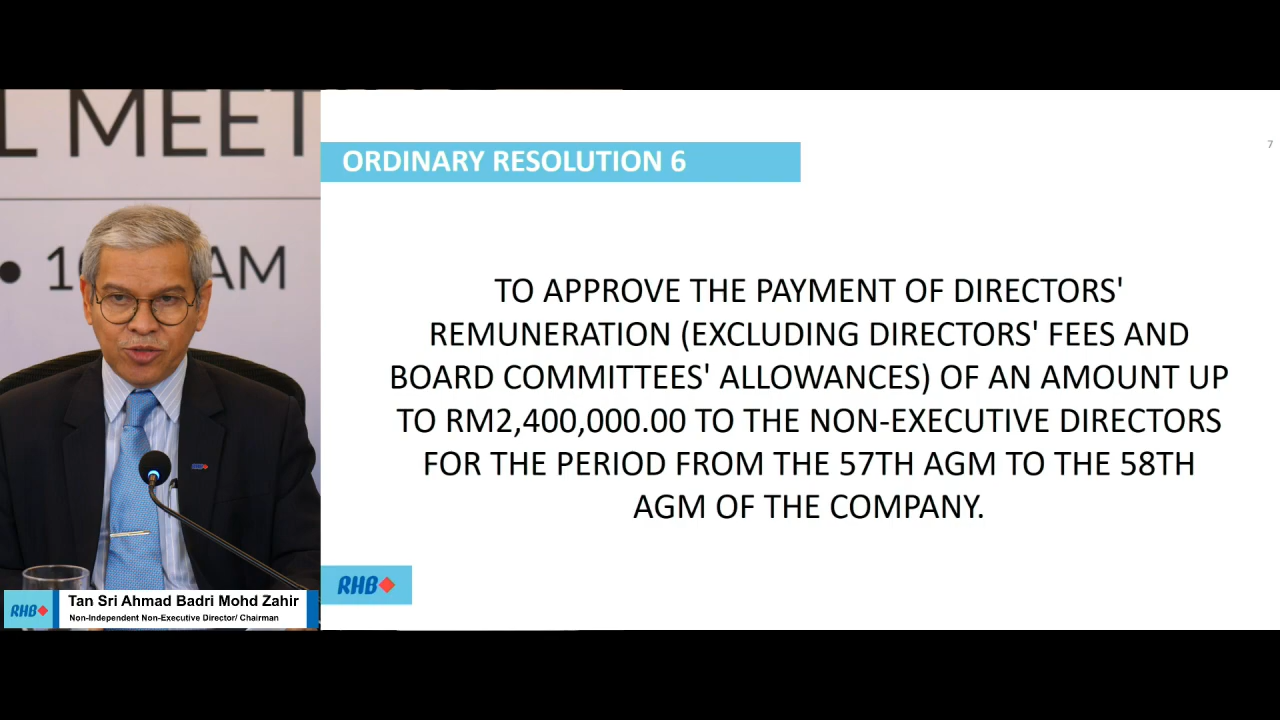 L MEET
• 1 AM
RHB
Tan Sri Ahmad Badri Mohd Zahir
Non-Independent Non-Executive Director/ Chairman
7
ORDINARY RESOLUTION 6
TO APPROVE THE PAYMENT OF DIRECTORS'
REMUNERATION (EXCLUDING DIRECTORS' FEES AND
BOARD COMMITTEES' ALLOWANCES) OF AN AMOUNT UP
TO RM2,400,000.00 TO THE NON-EXECUTIVE DIRECTORS
FOR THE PERIOD FROM THE 57TH AGM TO THE 58TH
AGM OF THE COMPANY.
RHB